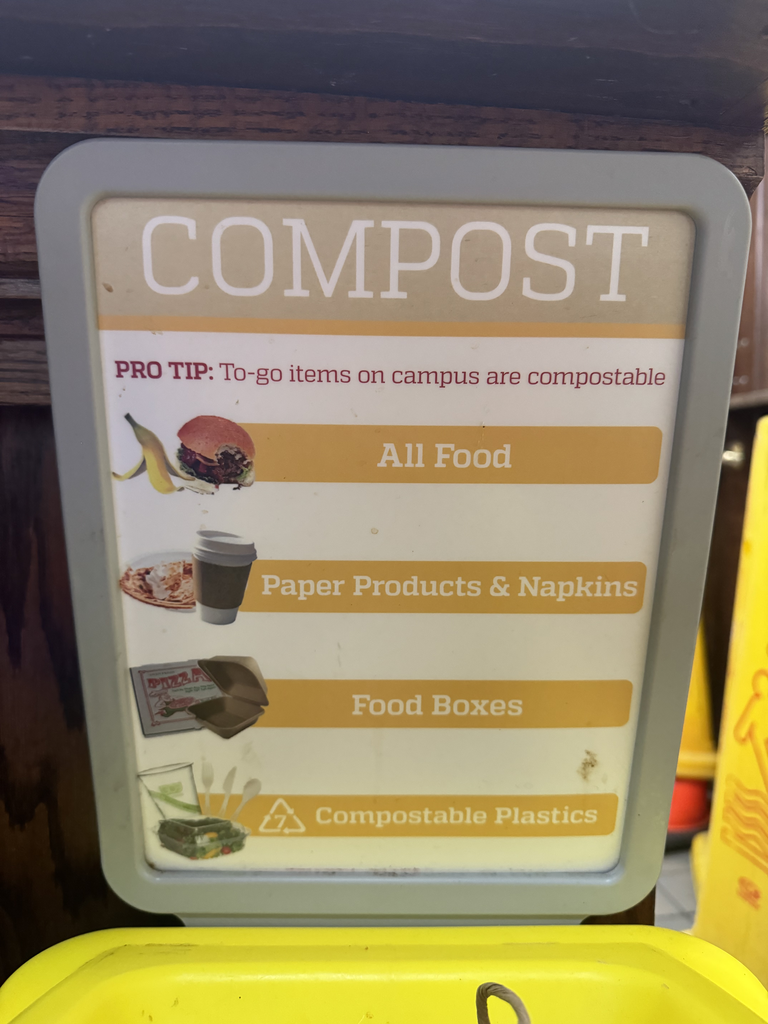 COMPOST
PRO TIP: To-go items on campus are compostable
All Food
Paper Products & Napkins
PIZZA
Food Boxes
7 Compostable Plastics